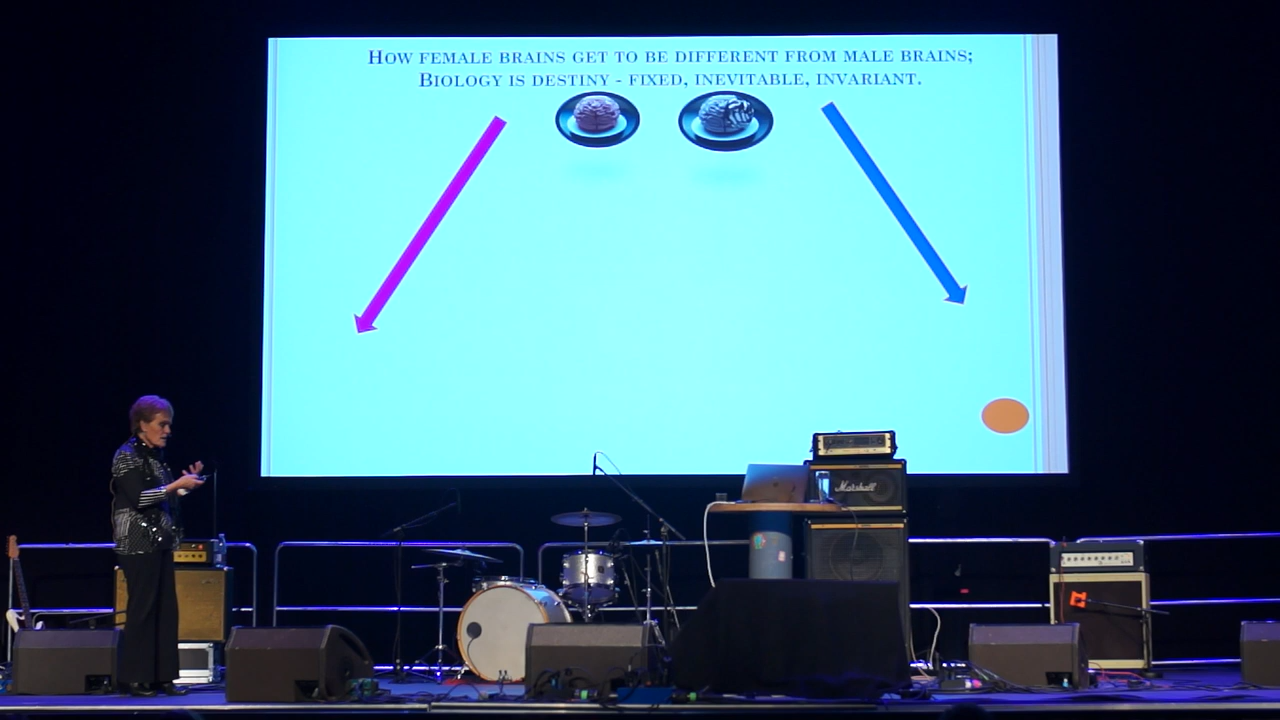 How female brains get to be different from male brains;
Biology is destiny - fixed, inevitable, invariant.
Marshall